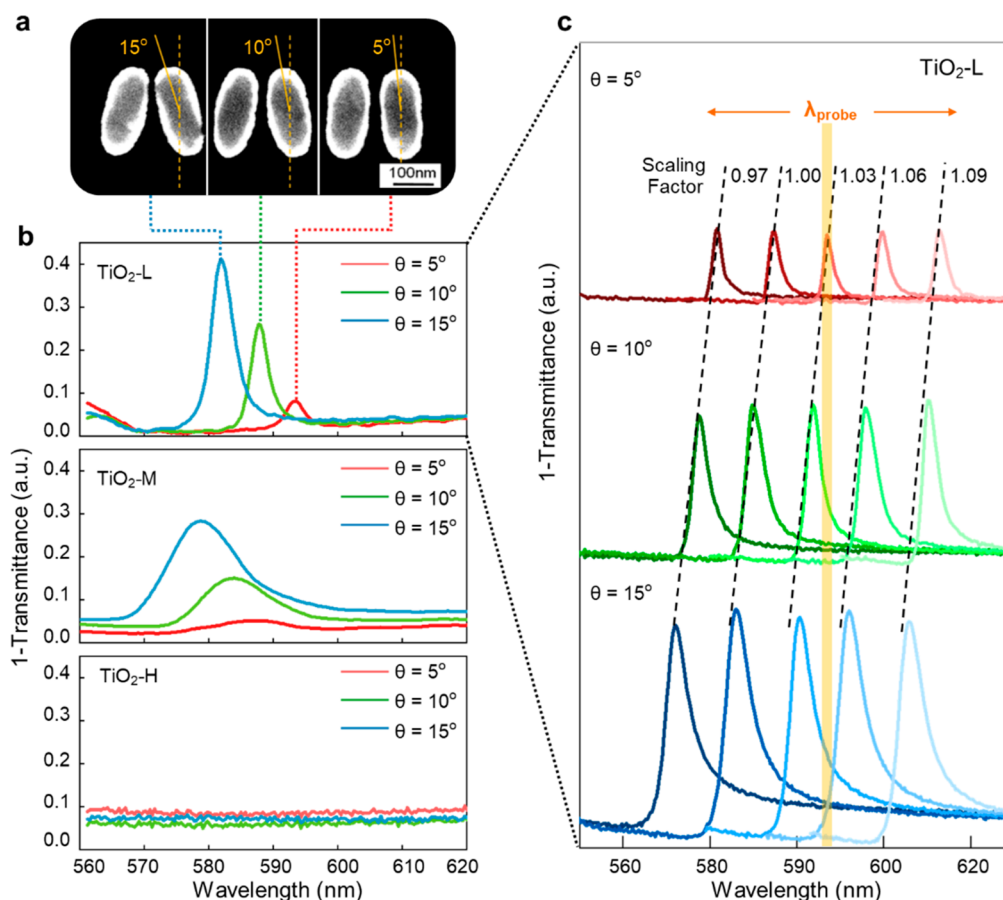 a
15°
10°
5°
100nm
b
TiO2-L
θ = 5°
θ = 10°
θ = 15°
0.4
0.3
0.2
0.1
0.0
TiO2-M
θ = 5°
θ = 10°
θ = 15°
0.4
0.3
0.2
0.1
0.0
TiO2-H
θ = 5°
θ = 10°
θ = 15°
0.4
0.3
0.2
0.1
0.0
1-Transmittance (a.u.)
560 570 580 590 600 610 620
Wavelength (nm)
c
TiO2-L
θ = 5°
λprobe
Scaling
Factor
0.97 1.00 1.03 1.06 1.09
θ = 10°
θ = 15°
1-Transmittance (a.u.)
560 580 590 600 620
Wavelength (nm)